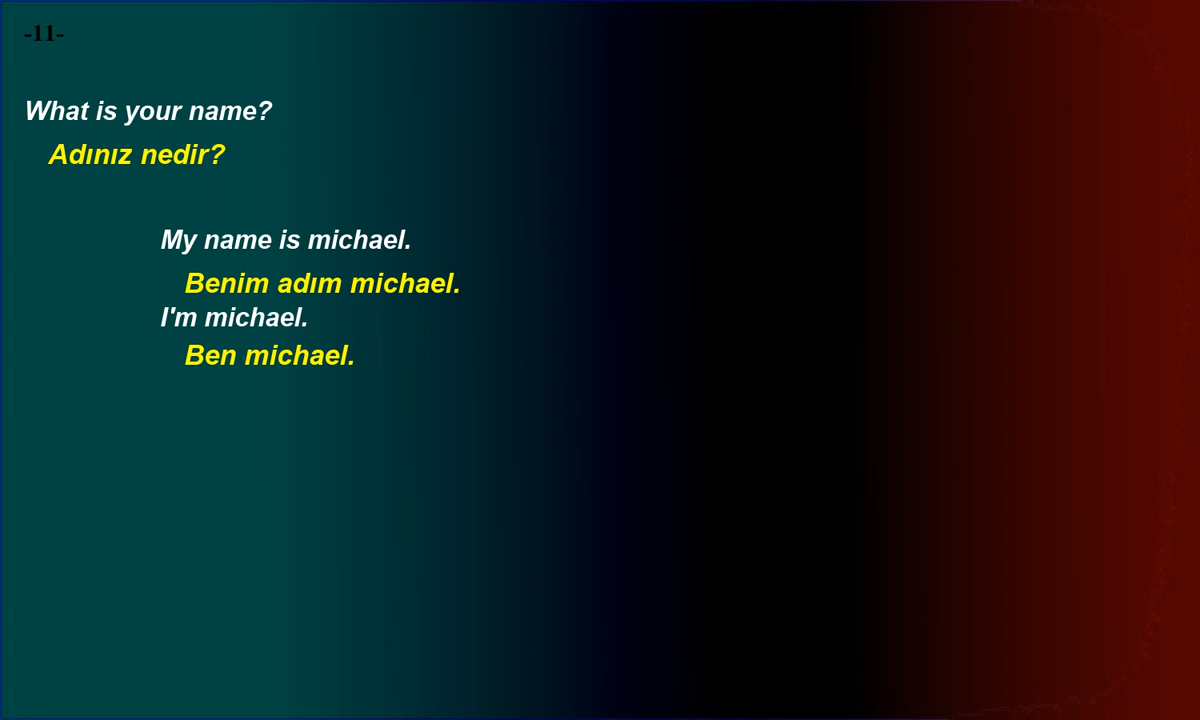 -11-
What is your name?
Adınız nedir?
My name is michael.
Benim adım michael.
I'm michael.
Ben michael.